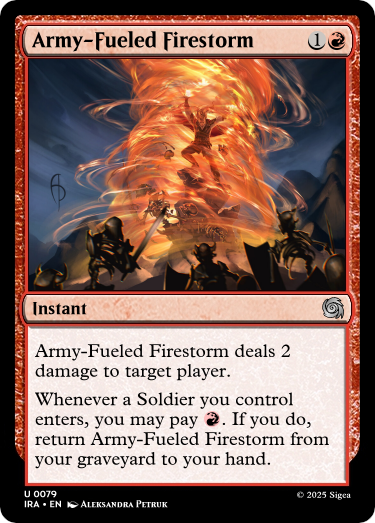 Army-Fueled Firestorm 1
Instant
Army-Fueled Firestorm deals 2
damage to target player.
Whenever a Soldier you control
enters, you may pay . If you do,
return Army-Fueled Firestorm from
your graveyard to your hand.
U 0079
IRA • EN Aleksandra Petruk
© 2025 Sigea